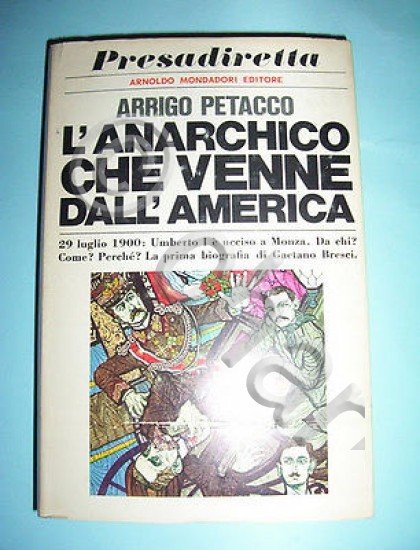 Presadiretta
ARNOLDO MONDADORI EDITORE
ARRIGO PETACCO
L'ANARCHICO
CHE VENNE
DALL'AMERICA
29 luglio 1900: Umberto I è ucciso a Monza. Da chi?
Come? Perché? La prima biografia di Gaetano Bresci.